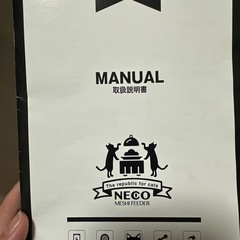 MANUAL
取扱説明書
The republic for cats
NECO
MESHI FEEDER